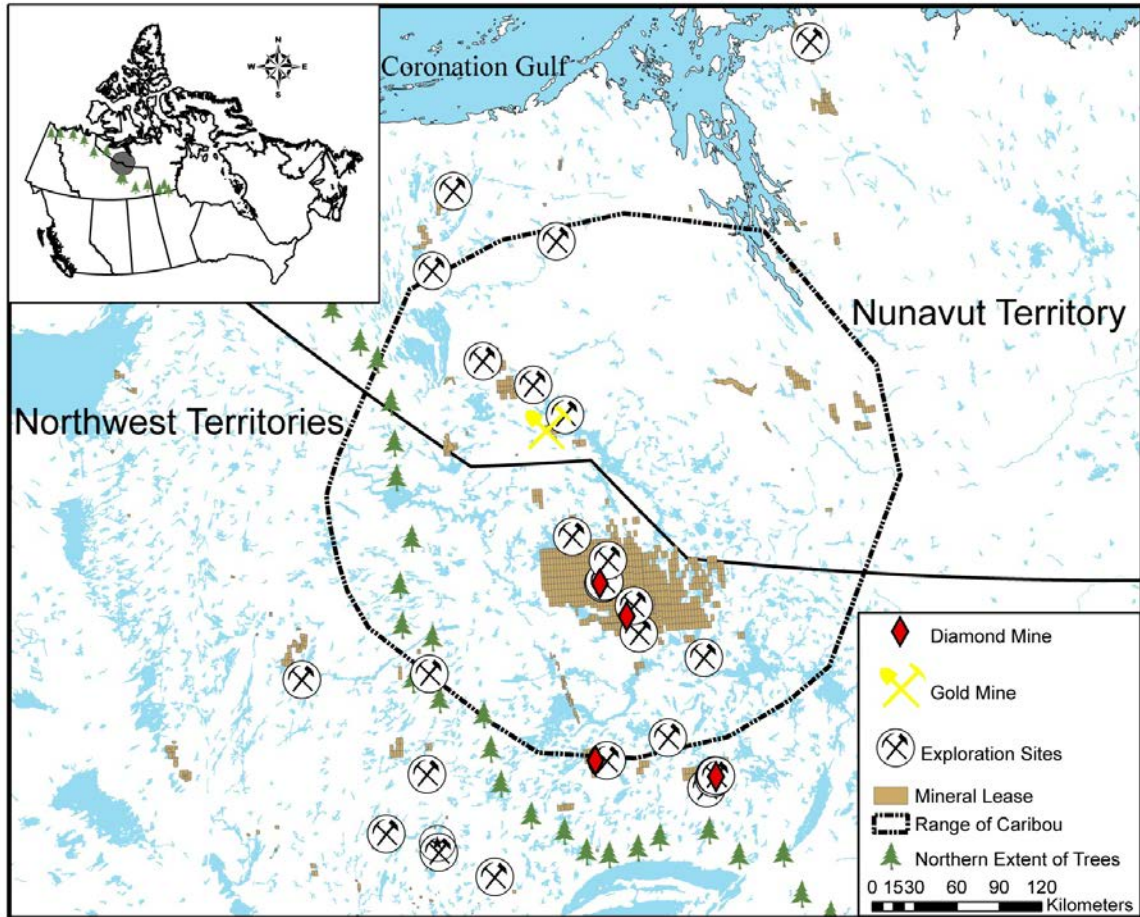 N
W E
S
Coronation Gulf
Nunavut Territory
Northwest Territories
Diamond Mine
Gold Mine
Exploration Sites
Mineral Lease
Range of Caribou
Northern Extent of Trees
0 15 30 60 90 120
Kilometers